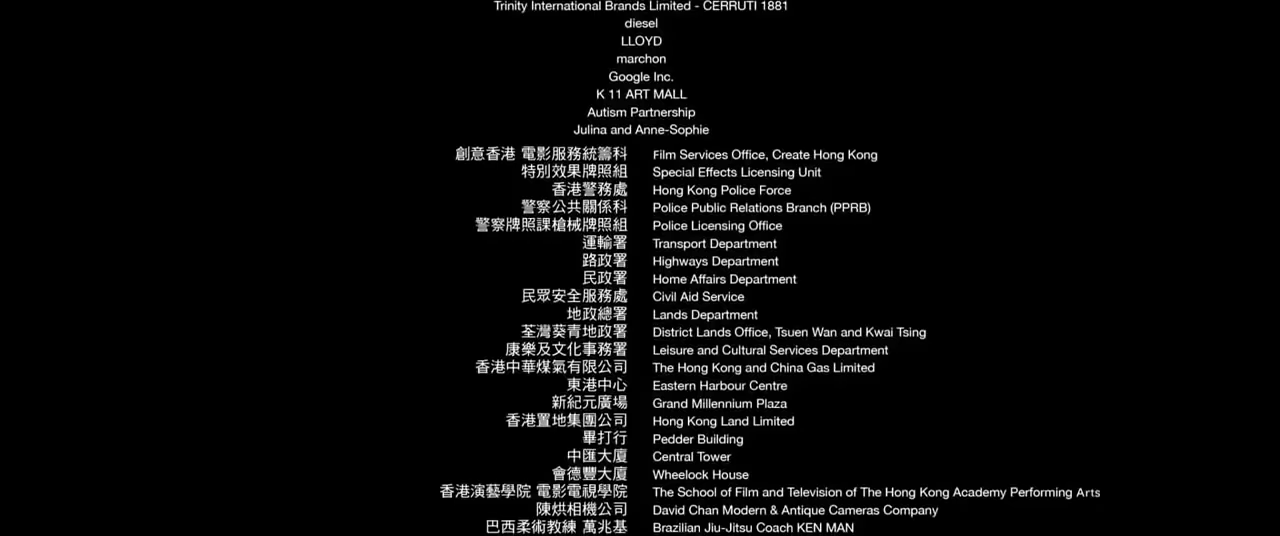 Trinity International Brands Limited - CERRUTI 1881
diesel
LLOYD
marchon
Google Inc.
K 11 ART MALL
Autism Partnership
Julina and Anne-Sophie
創意香港 電影服務統籌科 Film Services Office, Create Hong Kong
特別效果牌照組 Special Effects Licensing Unit
香港警務處 Hong Kong Police Force
警察公共關係科 Police Public Relations Branch (PPRB)
警察牌照課槍械牌照組 Police Licensing Office
運輸署 Transport Department
路政署 Highways Department
民政署 Home Affairs Department
民眾安全服務處 Civil Aid Service
地政總署 Lands Department
荃灣葵青地政署 District Lands Office, Tsuen Wan and Kwai Tsing
康樂及文化事務署 Leisure and Cultural Services Department
香港中華煤氣有限公司 The Hong Kong and China Gas Limited
東港中心 Eastern Harbour Centre
新紀元廣場 Grand Millennium Plaza
香港置地集團公司 Hong Kong Land Limited
畢打行 Pedder Building
中匯大廈 Central Tower
會德豐大廈 Wheelock House
香港演藝學院 電影電視學院 The School of Film and Television of The Hong Kong Academy Performing Arts
陳烘相機公司 David Chan Modern & Antique Cameras Company
巴西柔術教練 萬兆基 Brazilian Jiu-Jitsu Coach KEN MAN